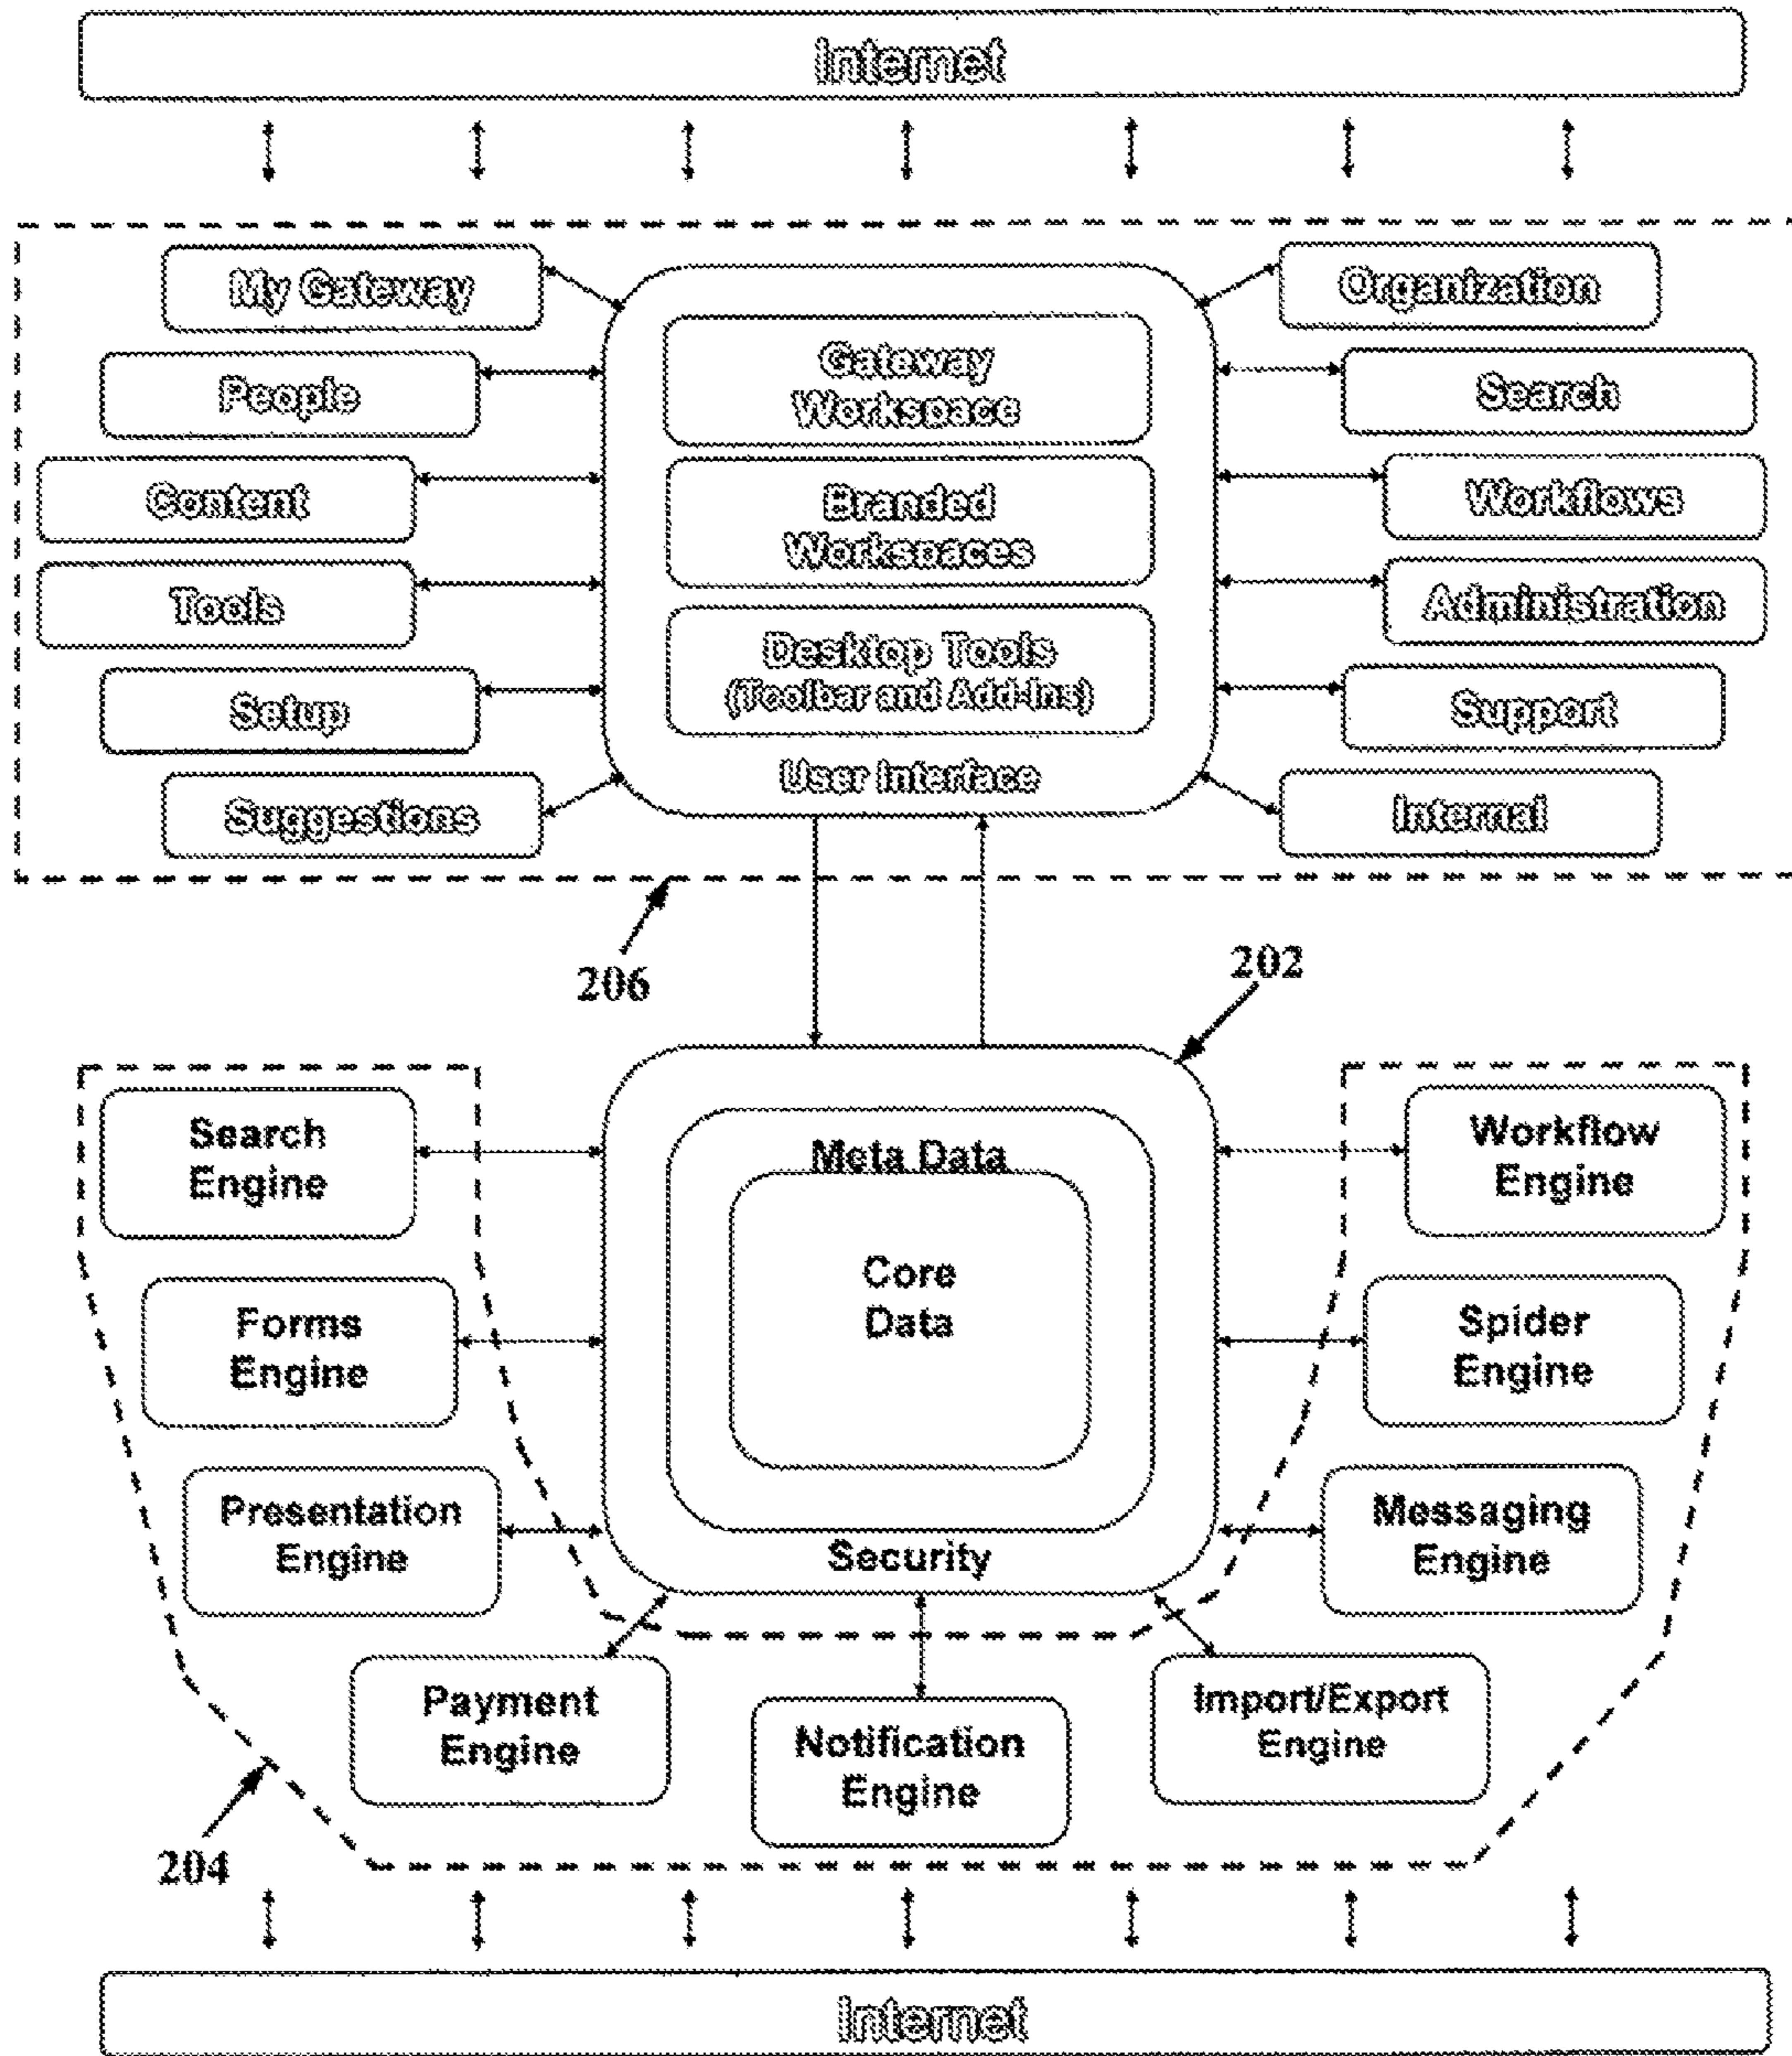 Internet
My Gateway
People
Content
Tools
Setup
Suggestions
Gateway
Workspace
Branded
Workspaces
Desktop Tools
(Toolbar and Add-Ins)
User Interface
Organization
Search
Workflows
Administration
Support
Internal
206
202
Search
Engine
Forms
Engine
Presentation
Engine
Meta Data
Core
Data
Security
Workflow
Engine
Spider
Engine
Messaging
Engine
Payment
Engine
Notification
Engine
Import/Export
Engine
204
Internet